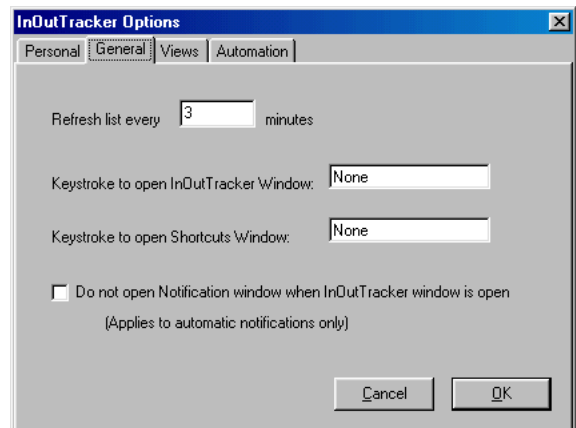 InOutTracker Options
Personal General Views Automation
Refresh list every 3 minutes
Keystroke to open InOutTracker Window: None
Keystroke to open Shortcuts Window: None
Do not open Notification window when InOutTracker window is open
(Applies to automatic notifications only)
Cancel OK